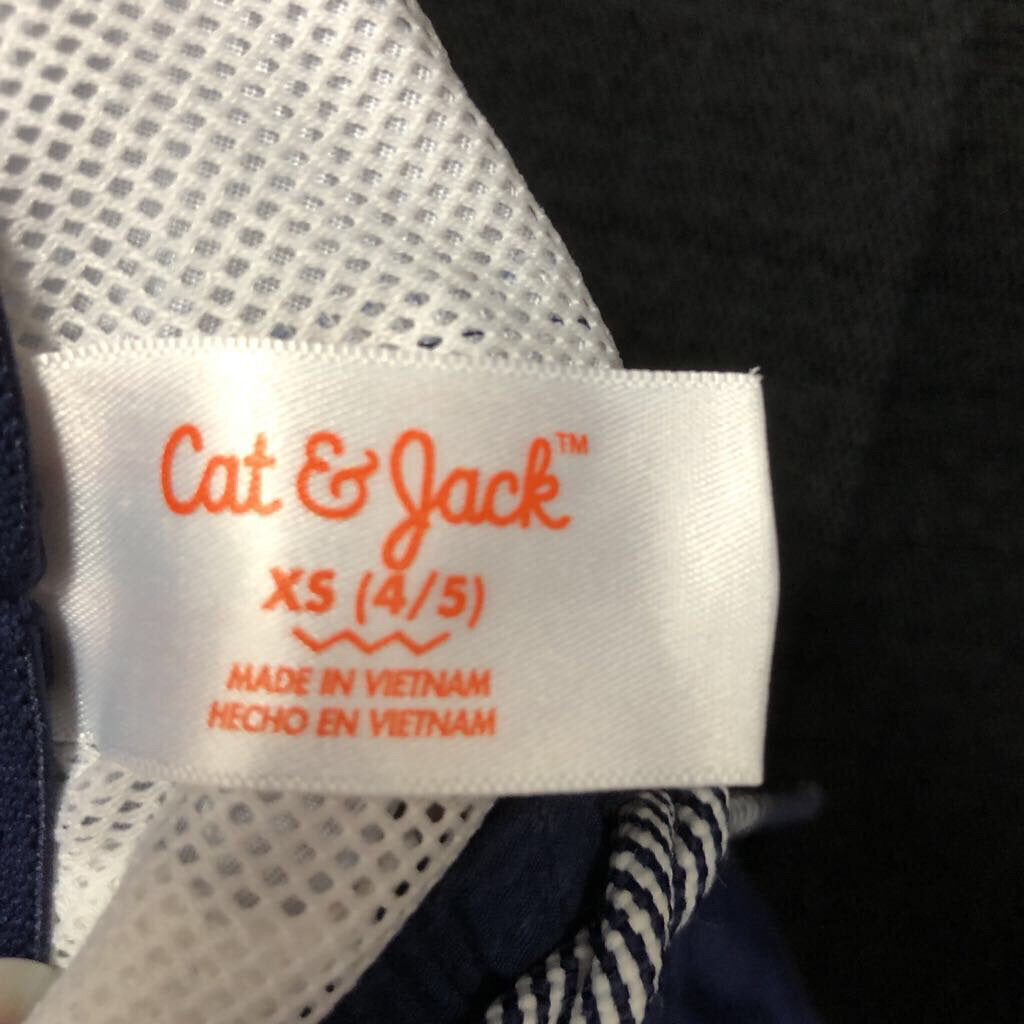 Cat & Jack™
XS (4/5)
MADE IN VIETNAM
HECHO EN VIETNAM